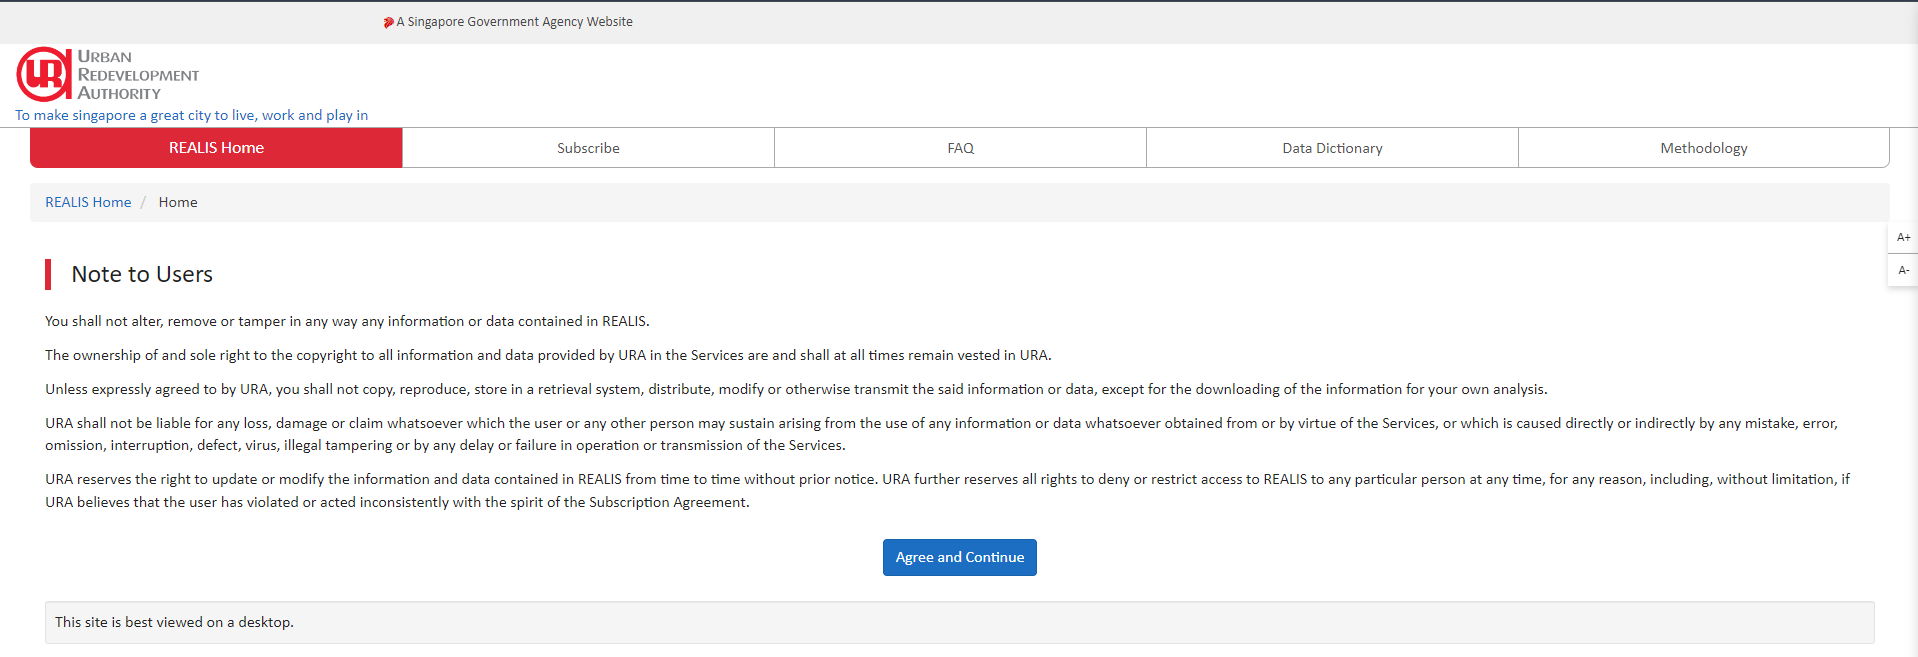 A Singapore Government Agency Website
URBAN
REDEVELOPMENT
AUTHORITY
To make singapore a great city to live, work and play in
REALIS Home
Subscribe
FAQ
Data Dictionary
Methodology
REALIS Home / Home
A+
A-
Note to Users
You shall not alter, remove or tamper in any way any information or data contained in REALIS.
The ownership of and sole right to the copyright to all information and data provided by URA in the Services are and shall at all times remain vested in URA.
Unless expressly agreed to by URA, you shall not copy, reproduce, store in a retrieval system, distribute, modify or otherwise transmit the said information or data, except for the downloading of the information for your own analysis.
URA shall not be liable for any loss, damage or claim whatsoever which the user or any other person may sustain arising from the use of any information or data whatsoever obtained from or by virtue of the Services, or which is caused directly or indirectly by any mistake, error,
omission, interruption, defect, virus, illegal tampering or by any delay or failure in operation or transmission of the Services.
URA reserves the right to update or modify the information and data contained in REALIS from time to time without prior notice. URA further reserves all rights to deny or restrict access to REALIS to any particular person at any time, for any reason, including, without limitation, if
URA believes that the user has violated or acted inconsistently with the spirit of the Subscription Agreement.
Agree and Continue
This site is best viewed on a desktop.